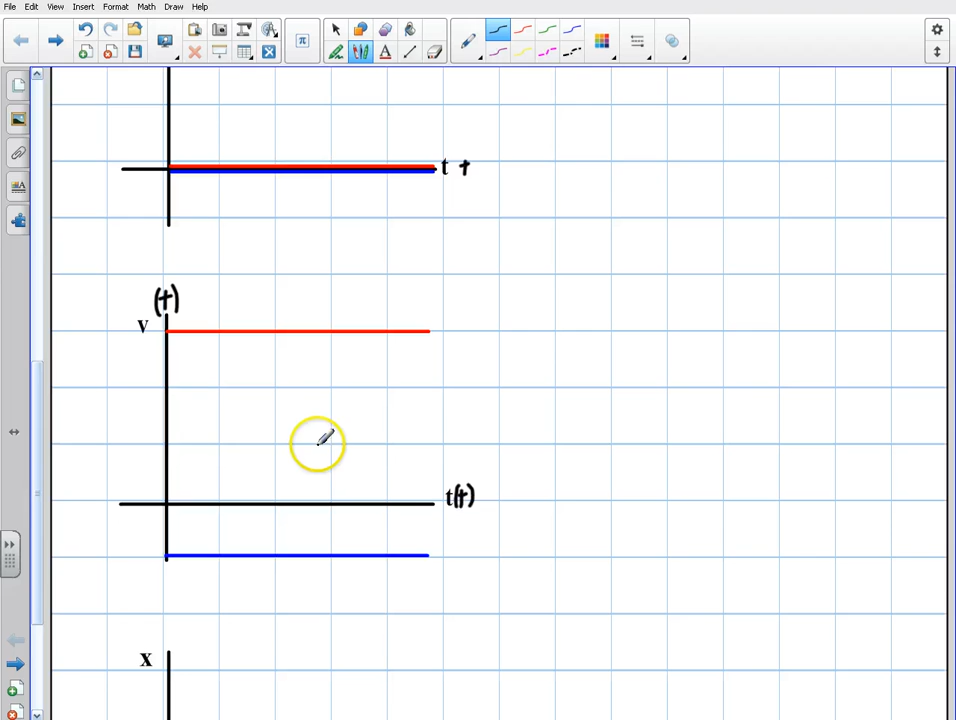 File Edit View Insert Format Math Draw Help
π
A
t +
(+)
v
t(+)
x